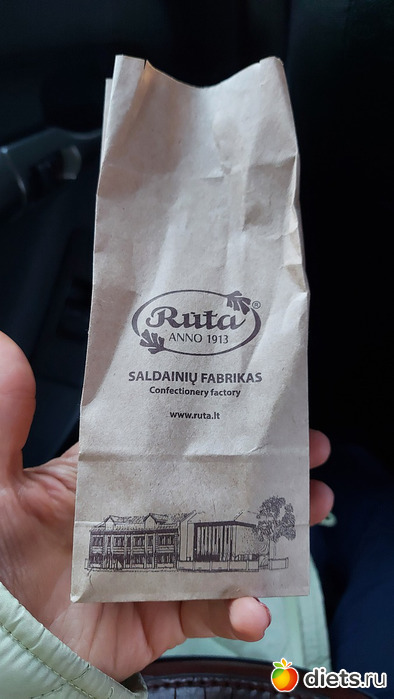 Rūta®
ANNO 1913
SALDAINIŲ FABRIKAS
Confectionery factory
www.ruta.lt
diets.ru